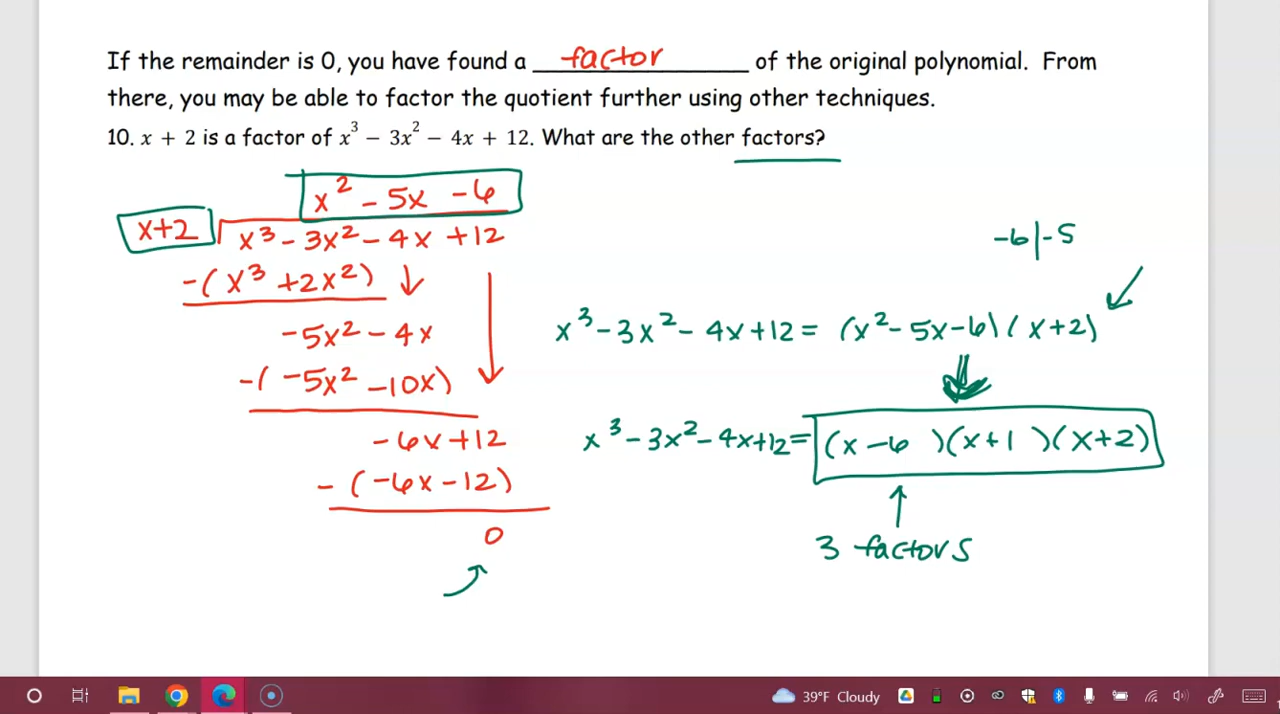 If the remainder is 0, you have found a factor of the original polynomial. From
there, you may be able to factor the quotient further using other techniques.
10. x + 2 is a factor of x³ − 3x² − 4x + 12. What are the other factors?
x² - 5x - 6
x+2 x³ - 3x² - 4x + 12
-(x³ + 2x²)
-5x² - 4x
-(-5x² - 10x)
-6x + 12
-(-6x - 12)
0
-6|-5
x³ - 3x² - 4x + 12 = (x² - 5x - 6)(x+2)
x³ - 3x² - 4x + 12 = (x - 6)(x + 1)(x + 2)
3 factors
39°F Cloudy